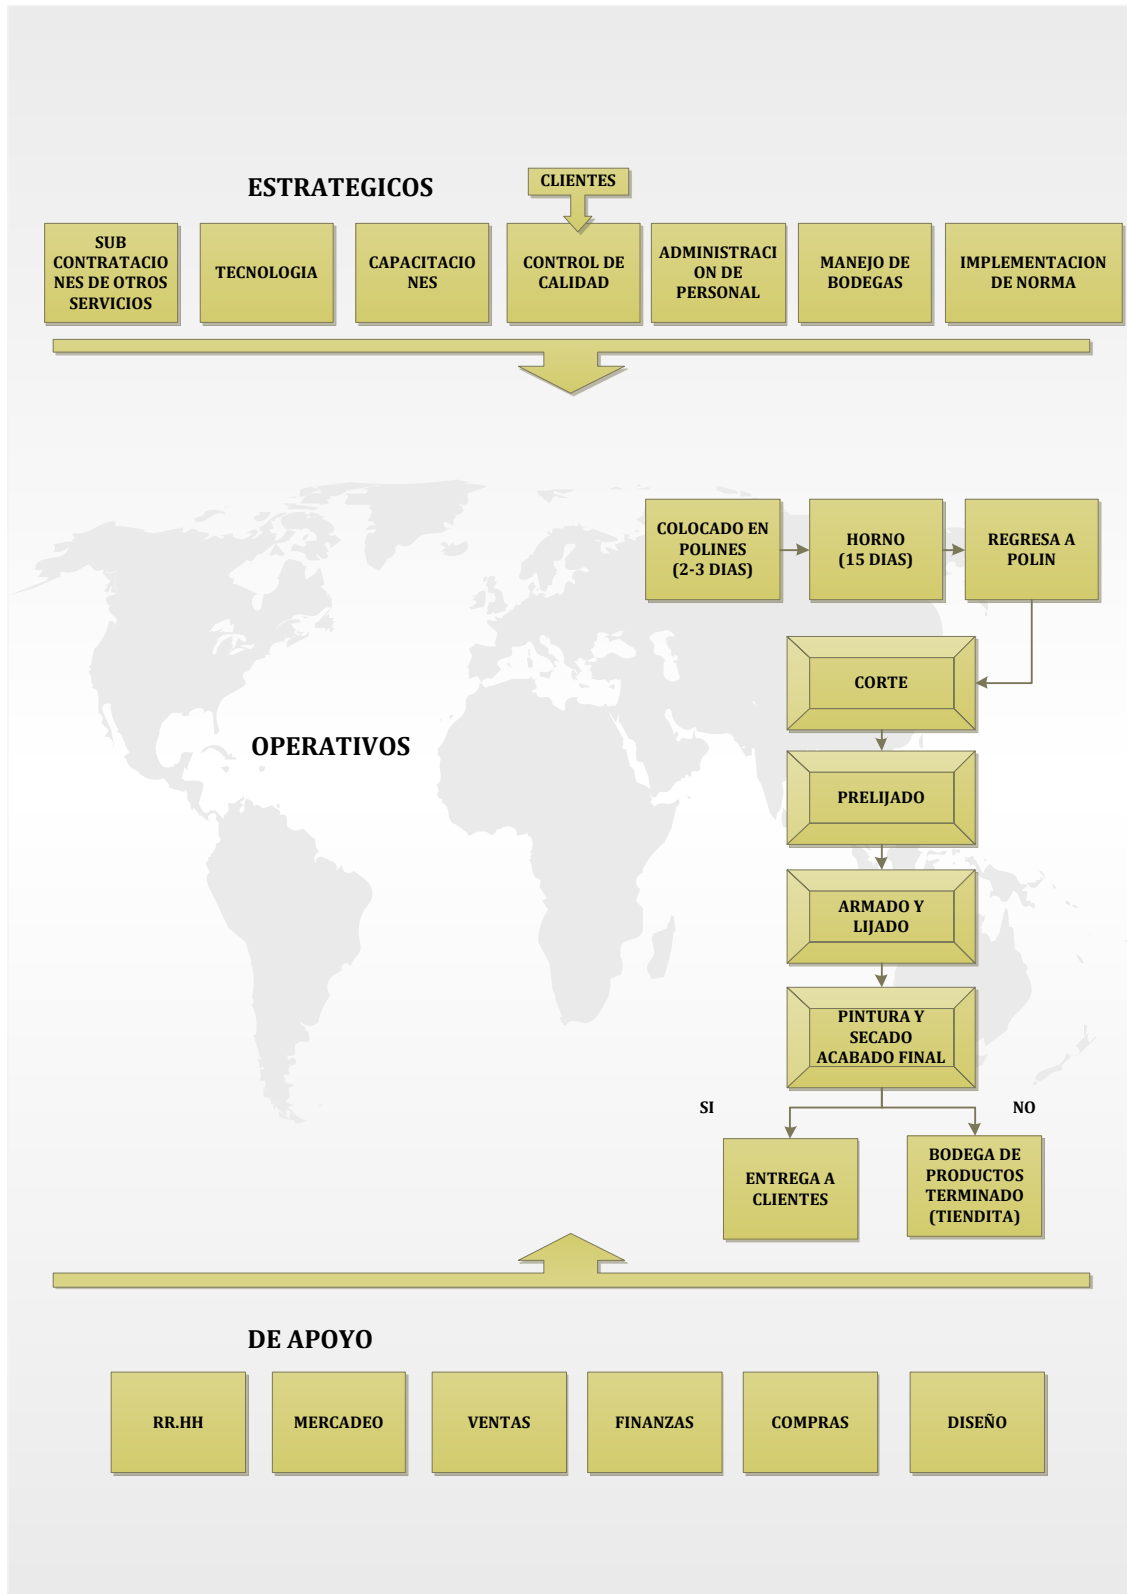 ESTRATEGICOS
CLIENTES
SUB
CONTRATACIO
NES DE OTROS
SERVICIOS
TECNOLOGIA
CAPACITACIO
NES
CONTROL DE
CALIDAD
ADMINISTRACI
ON DE
PERSONAL
MANEJO DE
BODEGAS
IMPLEMENTACION
DE NORMA
COLOCADO EN
POLINES
(2-3 DIAS)
HORNO
(15 DIAS)
REGRESA A
POLIN
CORTE
OPERATIVOS
PRELIJADO
ARMADO Y
LIJADO
PINTURA Y
SECADO
ACABADO FINAL
SI
NO
ENTREGA A
CLIENTES
BODEGA DE
PRODUCTOS
TERMINADO
(TIENDITA)
DE APOYO
RR.HH
MERCADEO
VENTAS
FINANZAS
COMPRAS
DISEÑO